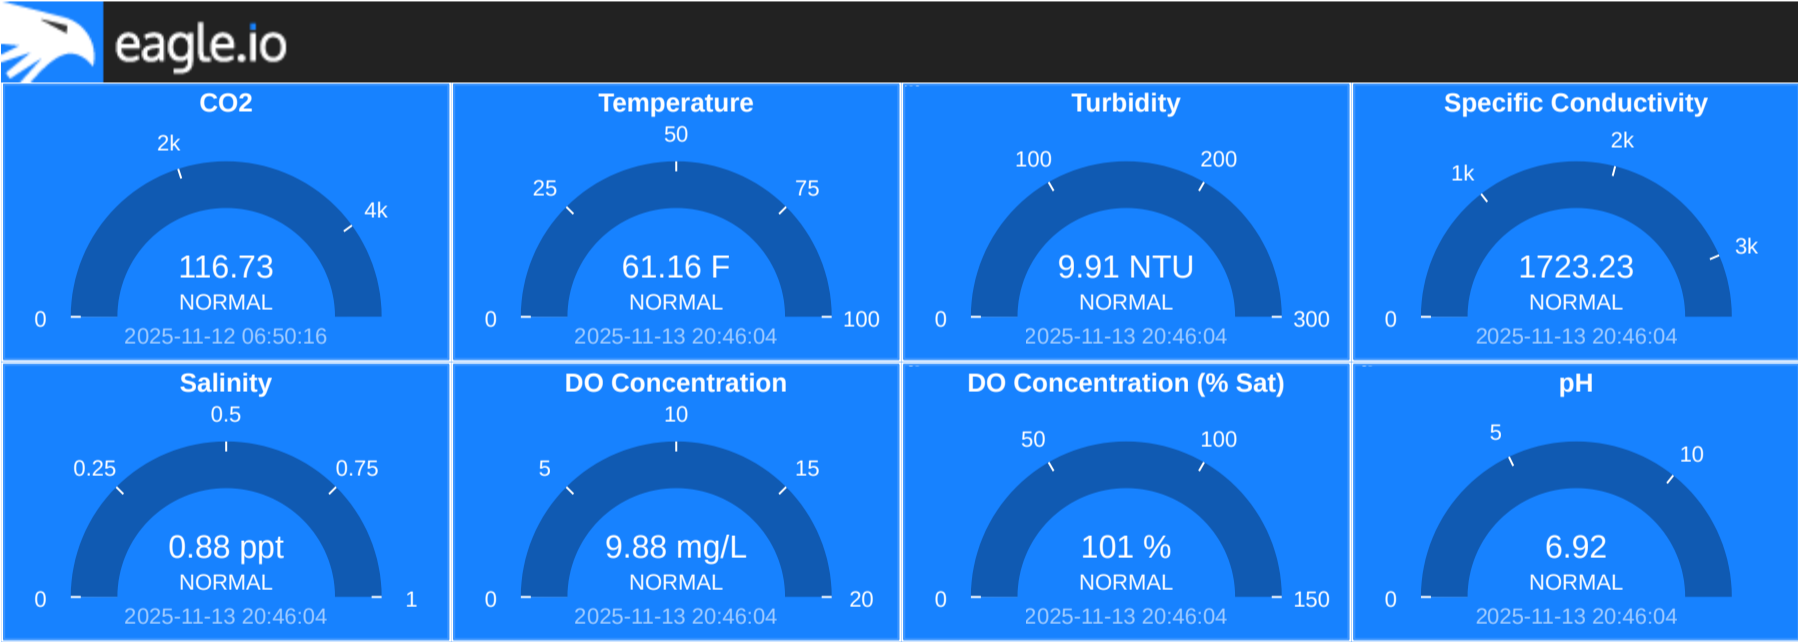 eagle.io
CO2
2k
4k
0
116.73
NORMAL
2025-11-12 06:50:16
Temperature
50
25
75
0
100
61.16 F
NORMAL
2025-11-13 20:46:04
Turbidity
100
200
0
300
9.91 NTU
NORMAL
2025-11-13 20:46:04
Specific Conductivity
2k
1k
3k
0
1723.23
NORMAL
2025-11-13 20:46:04
Salinity
0.5
0.25
0.75
0
1
0.88 ppt
NORMAL
2025-11-13 20:46:04
DO Concentration
10
5
15
0
20
9.88 mg/L
NORMAL
2025-11-13 20:46:04
DO Concentration (% Sat)
50
100
0
150
101 %
NORMAL
2025-11-13 20:46:04
pH
5
10
0
6.92
NORMAL
2025-11-13 20:46:04